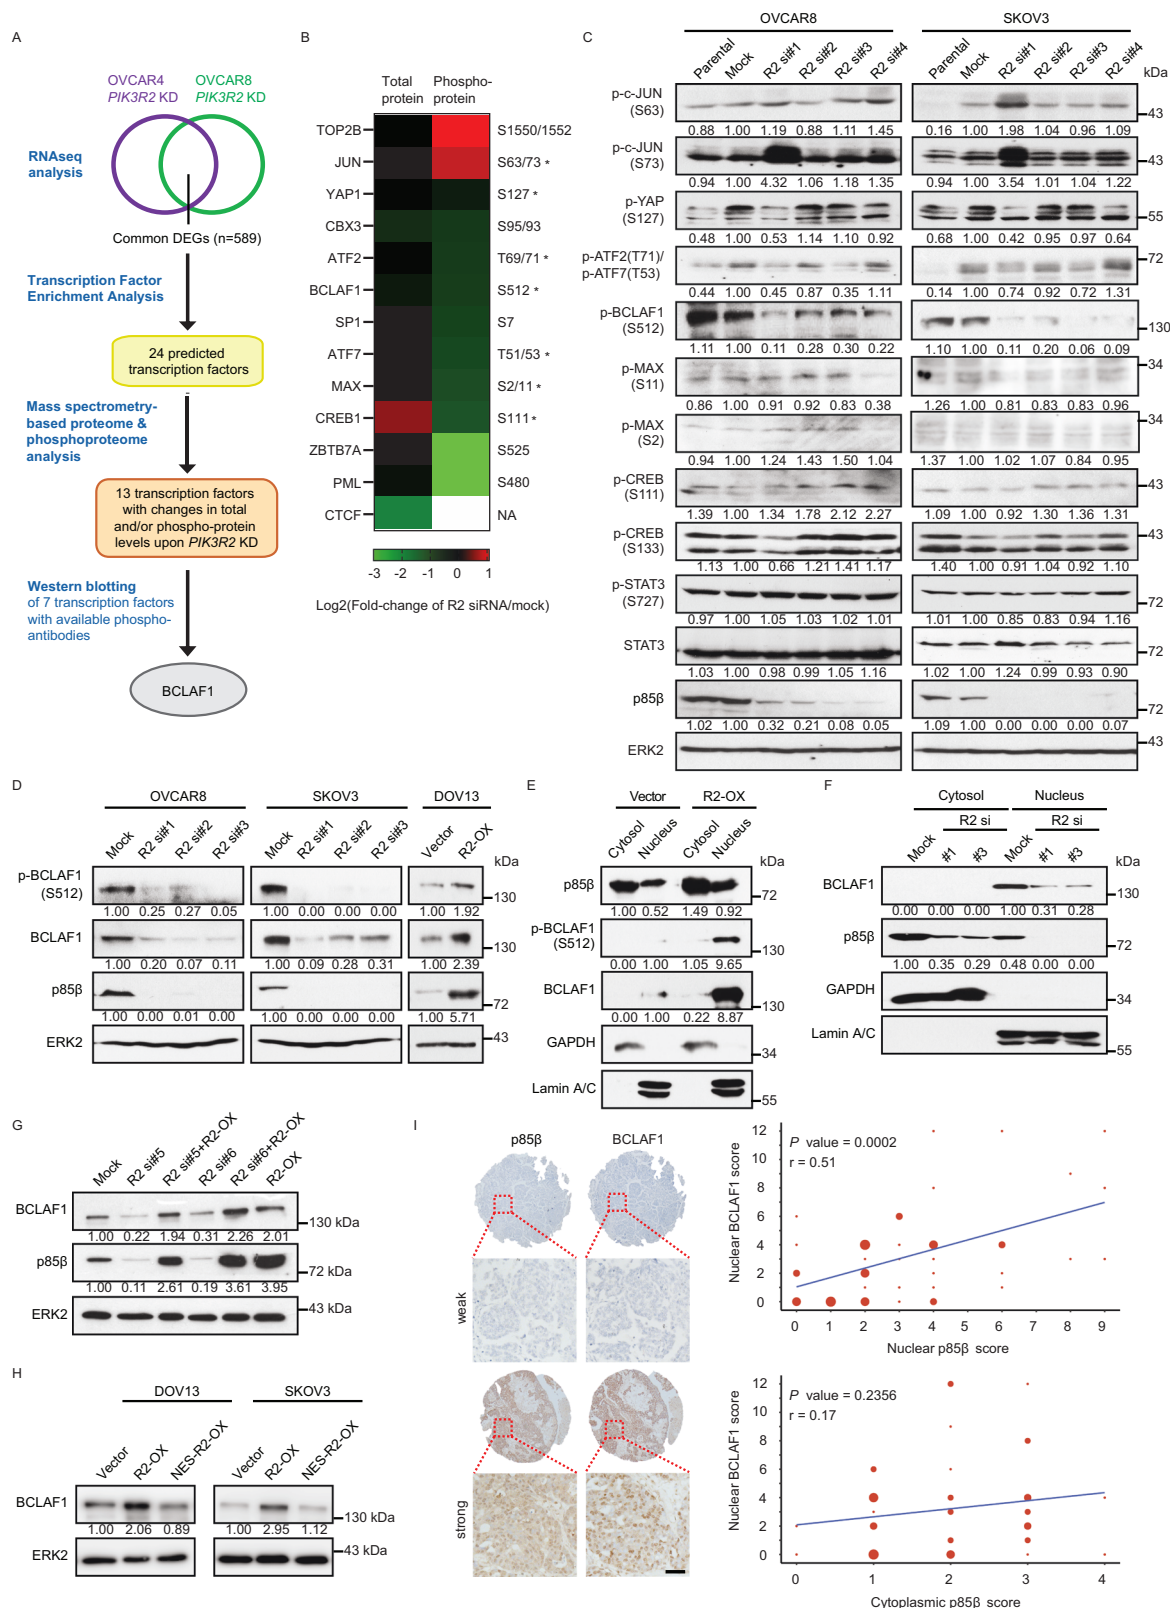 A
OVCAR4
PIK3R2 KD
OVCAR8
PIK3R2 KD
RNAseq
analysis
Common DEGs (n=589)
Transcription Factor
Enrichment Analysis
24 predicted
transcription factors
Mass spectrometry-
based proteome &
phosphoproteome
analysis
13 transcription factors
with changes in total
and/or phospho-protein
levels upon PIK3R2 KD
Western blotting
of 7 transcription factors
with available phospho-
antibodies
BCLAF1
B
Total
protein
Phospho-
protein
TOP2B S1550/1552
JUN S63/73 *
YAP1 S127 *
CBX3 S95/93
ATF2 T69/71 *
BCLAF1 S512 *
SP1 S7
ATF7 T51/53 *
MAX S2/11 *
CREB1 S111 *
ZBTB7A S525
PML S480
CTCF NA
-3 -2 -1 0 1
Log2(Fold-change of R2 siRNA/mock)
C
OVCAR8 SKOV3
Parental Mock R2 si#1 R2 si#2 R2 si#3 R2 si#4 Parental Mock R2 si#1 R2 si#2 R2 si#3 R2 si#4
kDa
p-c-JUN
(S63)
43
0.88 1.00 1.19 0.88 1.11 1.45 0.16 1.00 1.98 1.04 0.96 1.09
p-c-JUN
(S73)
43
0.94 1.00 4.32 1.06 1.18 1.35 0.94 1.00 3.54 1.01 1.04 1.22
p-YAP
(S127)
55
0.48 1.00 0.53 1.14 1.10 0.92 0.68 1.00 0.42 0.95 0.97 0.64
p-ATF2(T71)/
p-ATF7(T53)
72
0.44 1.00 0.45 0.87 0.35 1.11 0.14 1.00 0.74 0.92 0.72 1.31
p-BCLAF1
(S512)
130
1.11 1.00 0.11 0.28 0.30 0.22 1.10 1.00 0.11 0.20 0.06 0.09
p-MAX
(S11)
34
0.86 1.00 0.91 0.92 0.83 0.38 1.26 1.00 0.81 0.83 0.83 0.96
p-MAX
(S2)
34
0.94 1.00 1.24 1.43 1.50 1.04 1.37 1.00 1.02 1.07 0.84 0.95
p-CREB
(S111)
43
1.39 1.00 1.34 1.78 2.12 2.27 1.09 1.00 0.92 1.30 1.36 1.31
p-CREB
(S133)
43
1.13 1.00 0.66 1.21 1.41 1.17 1.40 1.00 0.91 1.04 0.92 1.10
p-STAT3
(S727)
72
0.97 1.00 1.05 1.03 1.02 1.01 1.01 1.00 0.85 0.83 0.94 1.16
STAT3
72
1.03 1.00 0.98 0.99 1.05 1.16 1.02 1.00 1.24 0.99 0.93 0.90
p85β
72
1.02 1.00 0.32 0.21 0.08 0.05 1.09 1.00 0.00 0.00 0.00 0.07
ERK2
43
D
OVCAR8 SKOV3 DOV13
Mock R2 si#1 R2 si#2 R2 si#3 Mock R2 si#1 R2 si#2 R2 si#3 Vector R2-OX
kDa
p-BCLAF1
(S512)
130
1.00 0.25 0.27 0.05 1.00 0.00 0.00 0.00 1.00 1.92
BCLAF1
130
1.00 0.20 0.07 0.11 1.00 0.09 0.28 0.31 1.00 2.39
p85β
72
1.00 0.00 0.01 0.00 1.00 0.00 0.00 0.00 1.00 5.71
ERK2
43
E
Vector R2-OX
Cytosol Nucleus Cytosol Nucleus
kDa
p85β
72
1.00 0.52 1.49 0.92
p-BCLAF1
(S512)
130
0.00 1.00 1.05 9.65
BCLAF1
130
0.00 1.00 0.22 8.87
GAPDH
34
Lamin A/C
55
F
Cytosol Nucleus
R2 si R2 si
Mock #1 #3 Mock #1 #3
kDa
BCLAF1
130
0.00 0.00 0.00 1.00 0.31 0.28
p85β
72
1.00 0.35 0.29 0.48 0.00 0.00
GAPDH
34
Lamin A/C
55
G
Mock R2 si#5 R2 si#5+R2-OX R2 si#6 R2 si#6+R2-OX R2-OX
BCLAF1
130 kDa
1.00 0.22 1.94 0.31 2.26 2.01
p85β
72 kDa
1.00 0.11 2.61 0.19 3.61 3.95
ERK2
43 kDa
H
DOV13 SKOV3
Vector R2-OX NES-R2-OX Vector R2-OX NES-R2-OX
BCLAF1
130 kDa
1.00 2.06 0.89 1.00 2.95 1.12
ERK2
43 kDa
I
p85β BCLAF1
weak
strong
Nuclear BCLAF1 score
12
10
8
6
4
2
0
P value = 0.0002
r = 0.51
0 1 2 3 4 5 6 7 8 9
Nuclear p85β score
Nuclear BCLAF1 score
12
10
8
6
4
2
0
P value = 0.2356
r = 0.17
0 1 2 3 4
Cytoplasmic p85β score